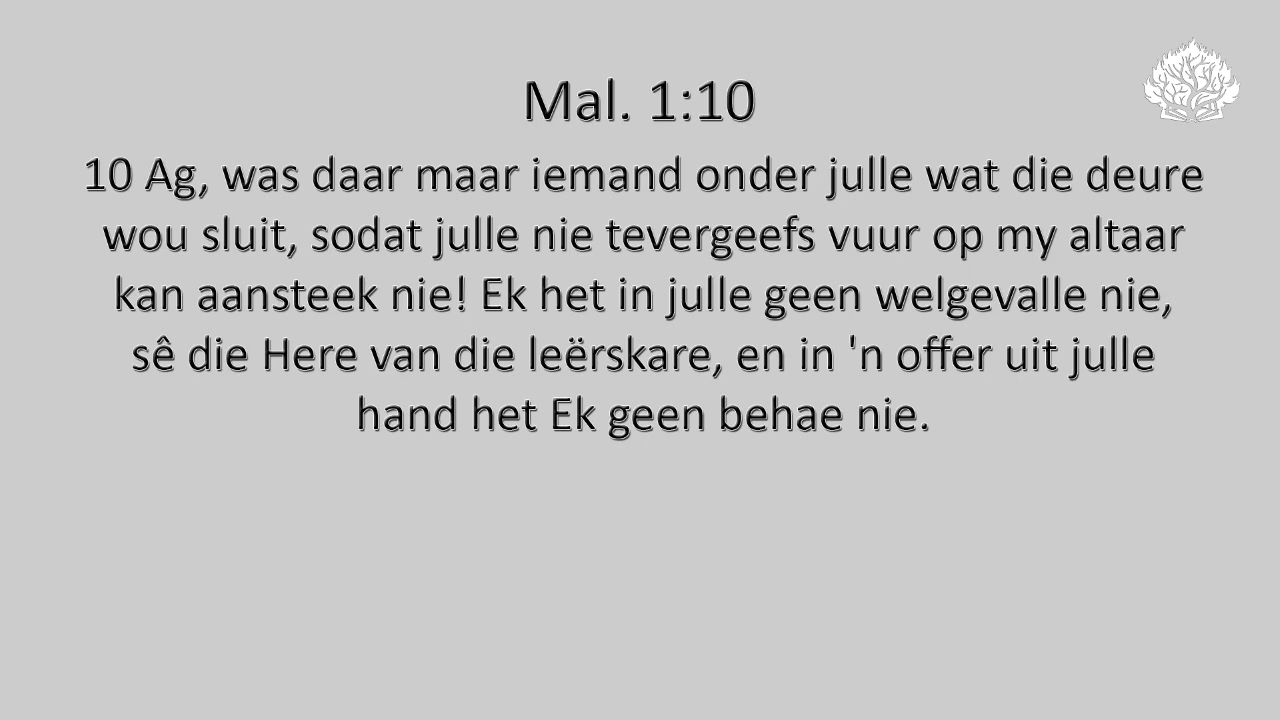 Mal. 1:10
10 Ag, was daar maar iemand onder julle wat die deure
wou sluit, sodat julle nie tevergeefs vuur op my altaar
kan aansteek nie! Ek het in julle geen welgevalle nie,
sê die Here van die leërskare, en in 'n offer uit julle
hand het Ek geen behae nie.